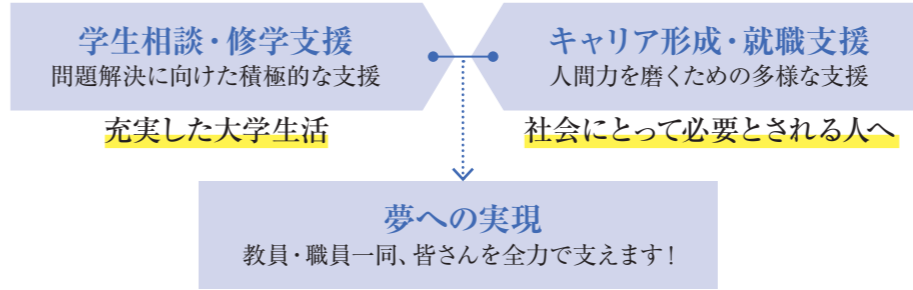 学生相談・修学支援
問題解決に向けた積極的な支援
充実した大学生活
キャリア形成・就職支援
人間力を磨くための多様な支援
社会にとって必要とされる人へ
夢への実現
教員・職員一同、皆さんを全力で支えます!